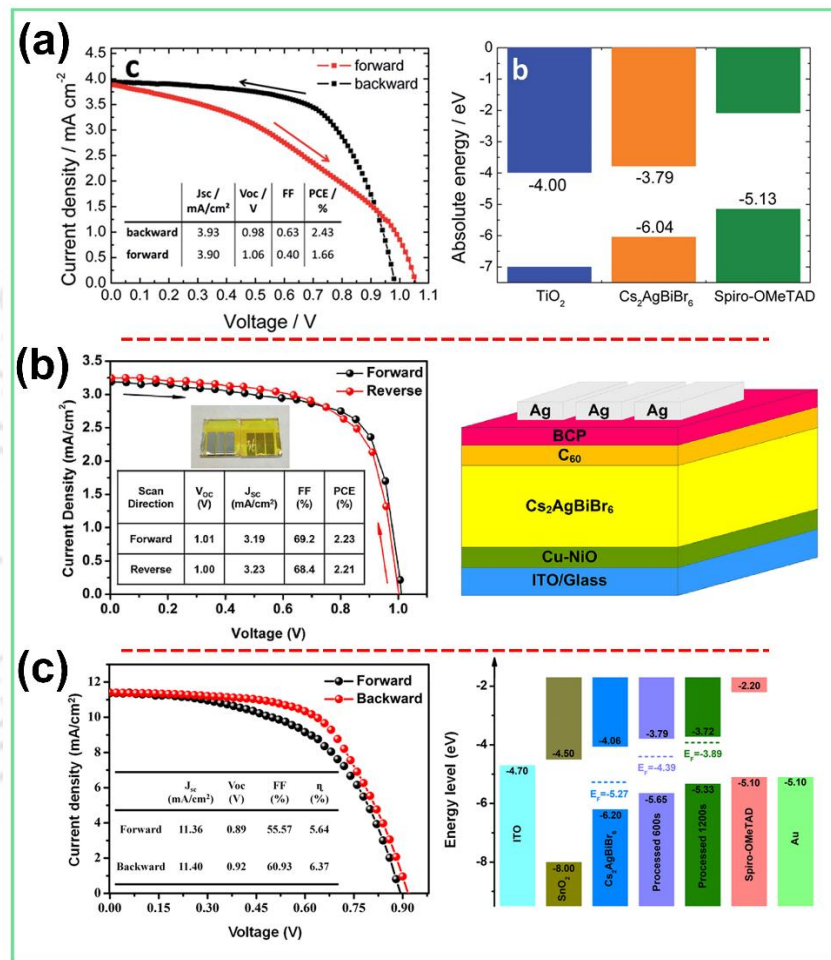 (a)
c
forward
backward
4.5
4.0
3.5
3.0
2.5
2.0
1.5
1.0
0.5
0.0
Current density / mA cm⁻²
Jsc / mA/cm² Voc / V FF PCE / %
backward 3.93 0.98 0.63 2.43
forward 3.90 1.06 0.40 1.66
0.0 0.1 0.2 0.3 0.4 0.5 0.6 0.7 0.8 0.9 1.0 1.1
Voltage / V
b
0
-1
-2
-3
-4
-5
-6
-7
Absolute energy / eV
-4.00
-3.79
-6.04
-5.13
TiO₂ Cs₂AgBiBr₆ Spiro-OMeTAD
(b)
Forward
Reverse
3.5
3.0
2.5
2.0
1.5
1.0
0.5
0.0
Current Density (mA/cm²)
Scan Direction V_OC (V) J_SC (mA/cm²) FF (%) PCE (%)
Forward 1.01 3.19 69.2 2.23
Reverse 1.00 3.23 68.4 2.21
0.0 0.2 0.4 0.6 0.8 1.0
Voltage (V)
Ag Ag Ag
BCP
C₆₀
Cs₂AgBiBr₆
Cu-NiO
ITO/Glass
(c)
Forward
Backward
12
10
8
6
4
2
0
Current density (mA/cm²)
J_sc (mA/cm²) Voc (V) FF (%) η (%)
Forward 11.36 0.89 55.57 5.64
Backward 11.40 0.92 60.93 6.37
0.00 0.15 0.30 0.45 0.60 0.75 0.90
Voltage (V)
-2
-4
-6
-8
Energy level (eV)
-4.70
ITO
-4.50
-8.00
SnO₂
-4.06
E_F=-5.27
-6.20
Cs₂AgBiBr₆
-3.79
E_F=-4.39
-5.65
Processed 600s
-3.72
E_F=-3.89
-5.33
Processed 1200s
-2.20
-5.10
Spiro-OMeTAD
-5.10
Au